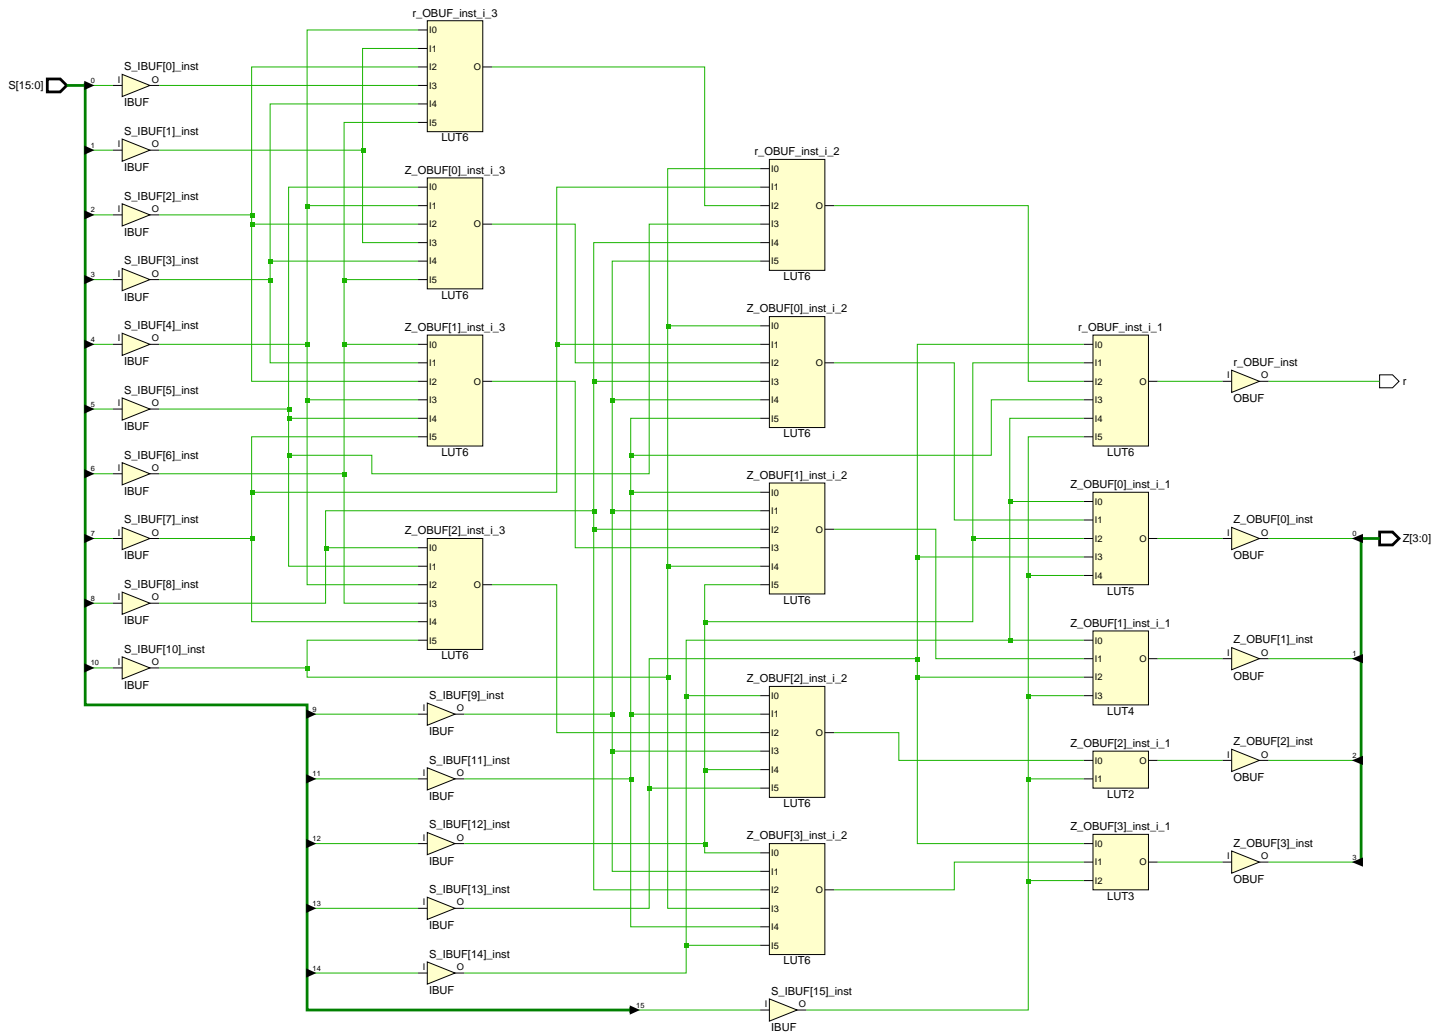 S[15:0]
0
I
S_IBUF[0]_inst
O
IBUF
1
I
S_IBUF[1]_inst
O
IBUF
2
I
S_IBUF[2]_inst
O
IBUF
3
I
S_IBUF[3]_inst
O
IBUF
4
I
S_IBUF[4]_inst
O
IBUF
5
I
S_IBUF[5]_inst
O
IBUF
6
I
S_IBUF[6]_inst
O
IBUF
7
I
S_IBUF[7]_inst
O
IBUF
8
I
S_IBUF[8]_inst
O
IBUF
10
I
S_IBUF[10]_inst
O
IBUF
r_OBUF_inst_i_3
I0
I1
I2
I3
I4
I5
O
LUT6
Z_OBUF[0]_inst_i_3
I0
I1
I2
I3
I4
I5
O
LUT6
Z_OBUF[1]_inst_i_3
I0
I1
I2
I3
I4
I5
O
LUT6
Z_OBUF[2]_inst_i_3
I0
I1
I2
I3
I4
I5
O
LUT6
9
I
S_IBUF[9]_inst
O
IBUF
11
I
S_IBUF[11]_inst
O
IBUF
12
I
S_IBUF[12]_inst
O
IBUF
13
I
S_IBUF[13]_inst
O
IBUF
14
I
S_IBUF[14]_inst
O
IBUF
r_OBUF_inst_i_2
I0
I1
I2
I3
I4
I5
O
LUT6
Z_OBUF[0]_inst_i_2
I0
I1
I2
I3
I4
I5
O
LUT6
Z_OBUF[1]_inst_i_2
I0
I1
I2
I3
I4
I5
O
LUT6
Z_OBUF[2]_inst_i_2
I0
I1
I2
I3
I4
I5
O
LUT6
Z_OBUF[3]_inst_i_2
I0
I1
I2
I3
I4
I5
O
LUT6
15
I
S_IBUF[15]_inst
O
IBUF
r_OBUF_inst_i_1
I0
I1
I2
I3
I4
I5
O
LUT6
Z_OBUF[0]_inst_i_1
I0
I1
I2
I3
I4
O
LUT5
Z_OBUF[1]_inst_i_1
I0
I1
I2
I3
O
LUT4
Z_OBUF[2]_inst_i_1
I0
I1
O
LUT2
Z_OBUF[3]_inst_i_1
I0
I1
I2
O
LUT3
r_OBUF_inst
I
O
OBUF
r
Z_OBUF[0]_inst
I
O
OBUF
0
Z[3:0]
Z_OBUF[1]_inst
I
O
OBUF
1
Z_OBUF[2]_inst
I
O
OBUF
2
Z_OBUF[3]_inst
I
O
OBUF
3